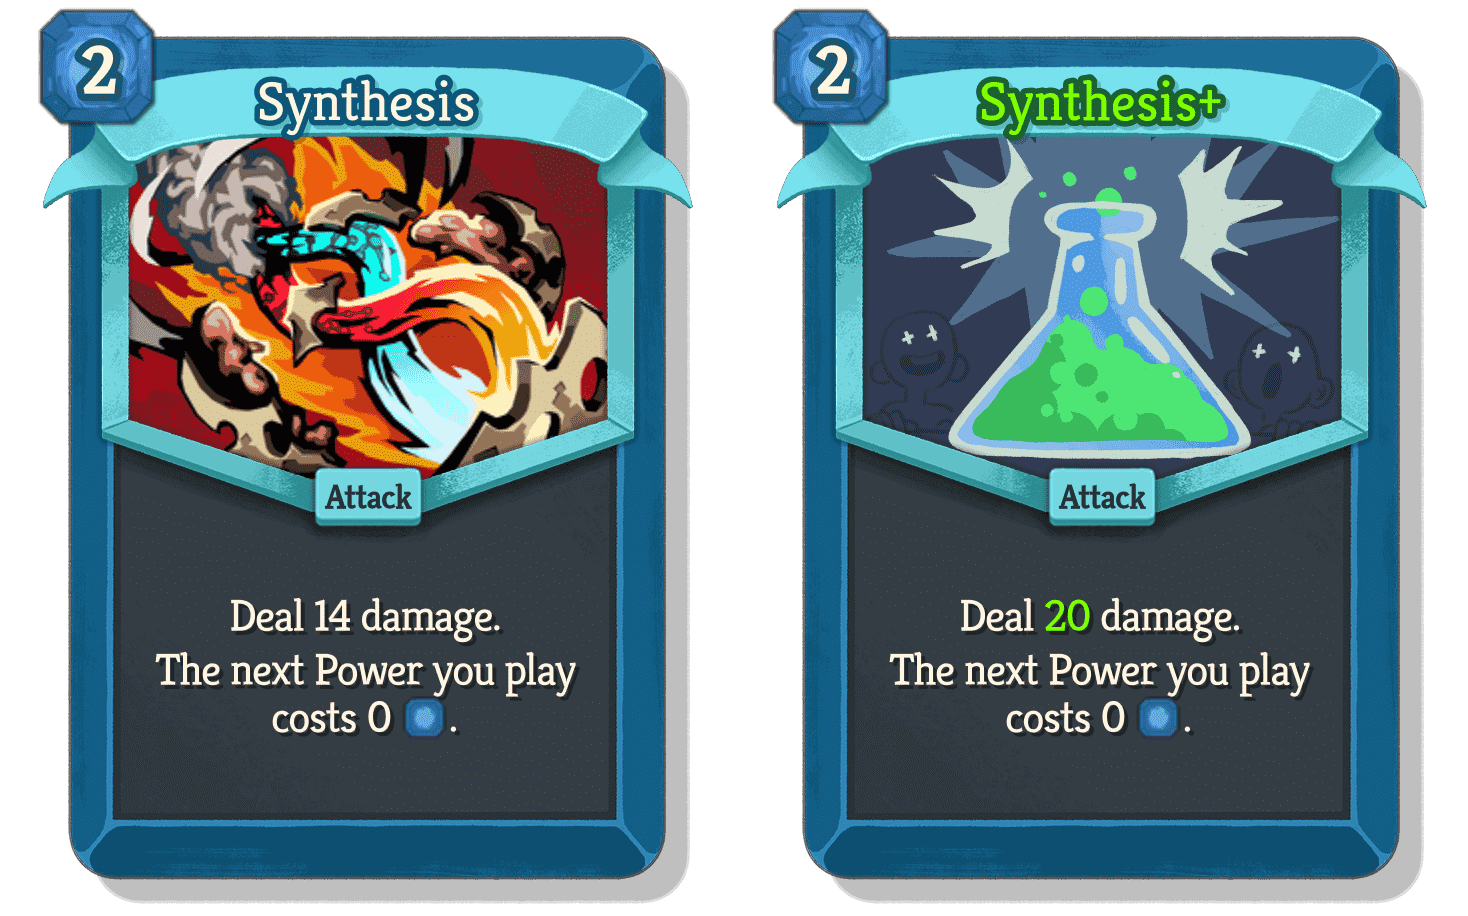 2
Synthesis
Attack
Deal 14 damage.
The next Power you play
costs 0 .
2
Synthesis+
Attack
Deal 20 damage.
The next Power you play
costs 0 .